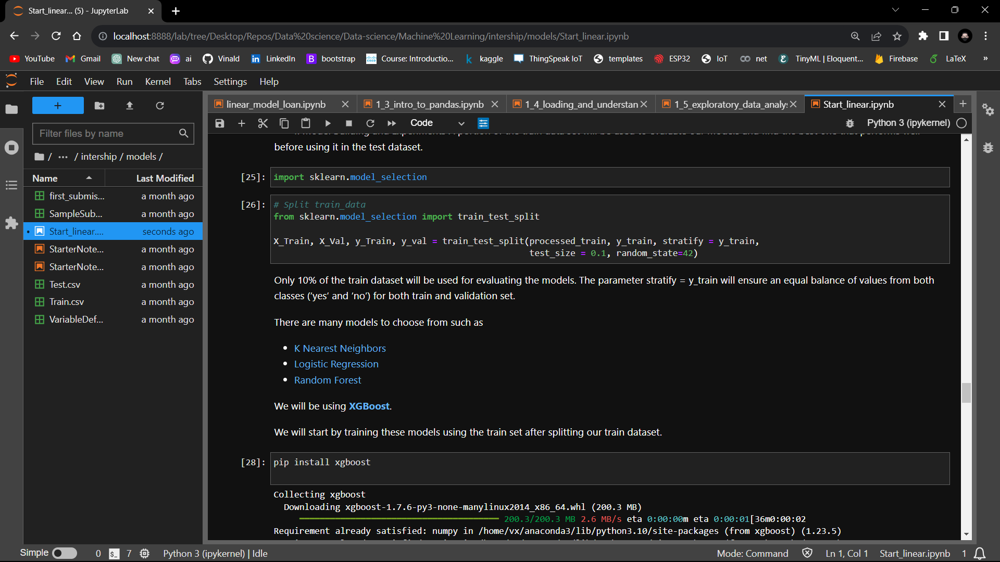 Start_linear... (5) - JupyterLab
localhost:8888/lab/tree/Desktop/Repos/Data%20science/Data-science/Machine%20Learning/intership/models/Start_linear.ipynb
YouTube Gmail New chat ai Vinald LinkedIn bootstrap Course: Introductio... kaggle ThingSpeak IoT templates ESP32 IoT net TinyML | Eloquent... Firebase LaTeX »
File Edit View Run Kernel Tabs Settings Help
linear_model_loan.ipynb 1_3_intro_to_pandas.ipynb 1_4_loading_and_understan 1_5_exploratory_data_analys Start_linear.ipynb
Code Python 3 (ipykernel)
Filter files by name
/ ... / intership / models /
Name Last Modified
first_submis... a month ago
SampleSub... a month ago
Start_linear.... seconds ago
StarterNote... a month ago
StarterNote... a month ago
Test.csv a month ago
Train.csv a month ago
VariableDef... a month ago
before using it in the test dataset.
[25]: import sklearn.model_selection
[26]: # Split train_data
from sklearn.model_selection import train_test_split
X_Train, X_Val, y_Train, y_val = train_test_split(processed_train, y_train, stratify = y_train,
test_size = 0.1, random_state=42)
Only 10% of the train dataset will be used for evaluating the models. The parameter stratify = y_train will ensure an equal balance of values from both
classes (‘yes’ and ‘no’) for both train and validation set.
There are many models to choose from such as
• K Nearest Neighbors
• Logistic Regression
• Random Forest
We will be using XGBoost.
We will start by training these models using the train set after splitting our train dataset.
[28]: pip install xgboost
Collecting xgboost
Downloading xgboost-1.7.6-py3-none-manylinux2014_x86_64.whl (200.3 MB)
200.3/200.3 MB 2.6 MB/s eta 0:00:00m eta 0:00:01[36m0:00:02
Requirement already satisfied: numpy in /home/vx/anaconda3/lib/python3.10/site-packages (from xgboost) (1.23.5)
Simple 0 $_ 7 Python 3 (ipykernel) | Idle Mode: Command Ln 1, Col 1 Start_linear.ipynb 1